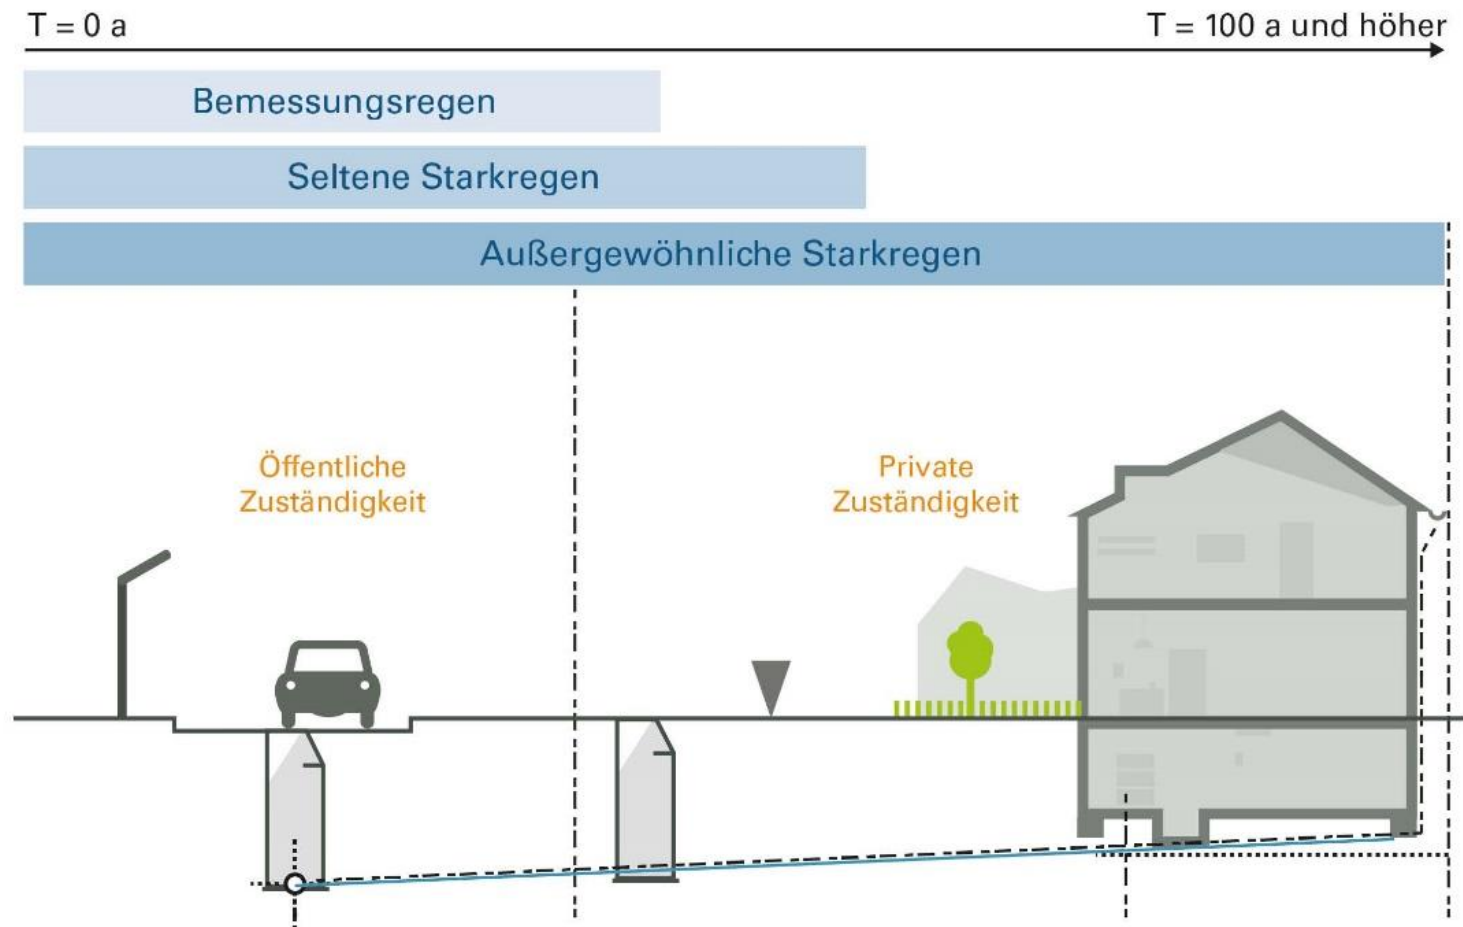 T = 0 a
T = 100 a und höher
Bemessungsregen
Seltene Starkregen
Außergewöhnliche Starkregen
Öffentliche
Zuständigkeit
Private
Zuständigkeit